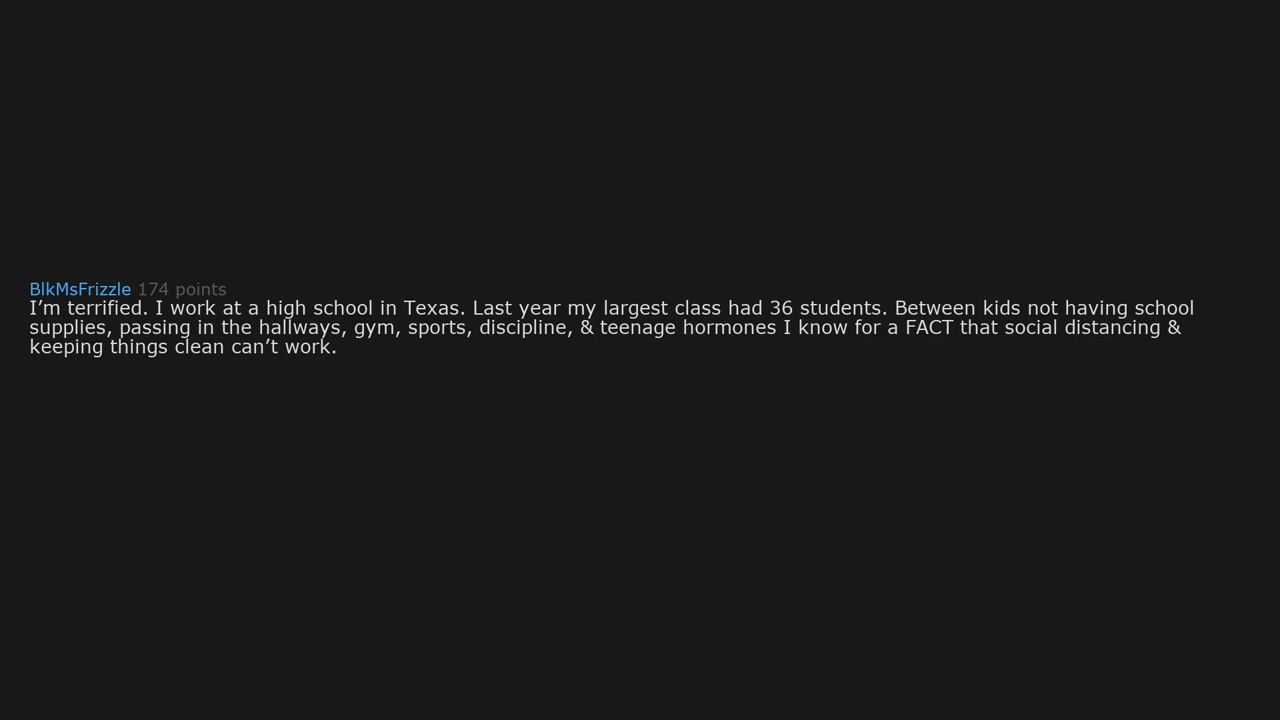 BlkMsFrizzle 174 points
I’m terrified. I work at a high school in Texas. Last year my largest class had 36 students. Between kids not having school
supplies, passing in the hallways, gym, sports, discipline, & teenage hormones I know for a FACT that social distancing &
keeping things clean can’t work.